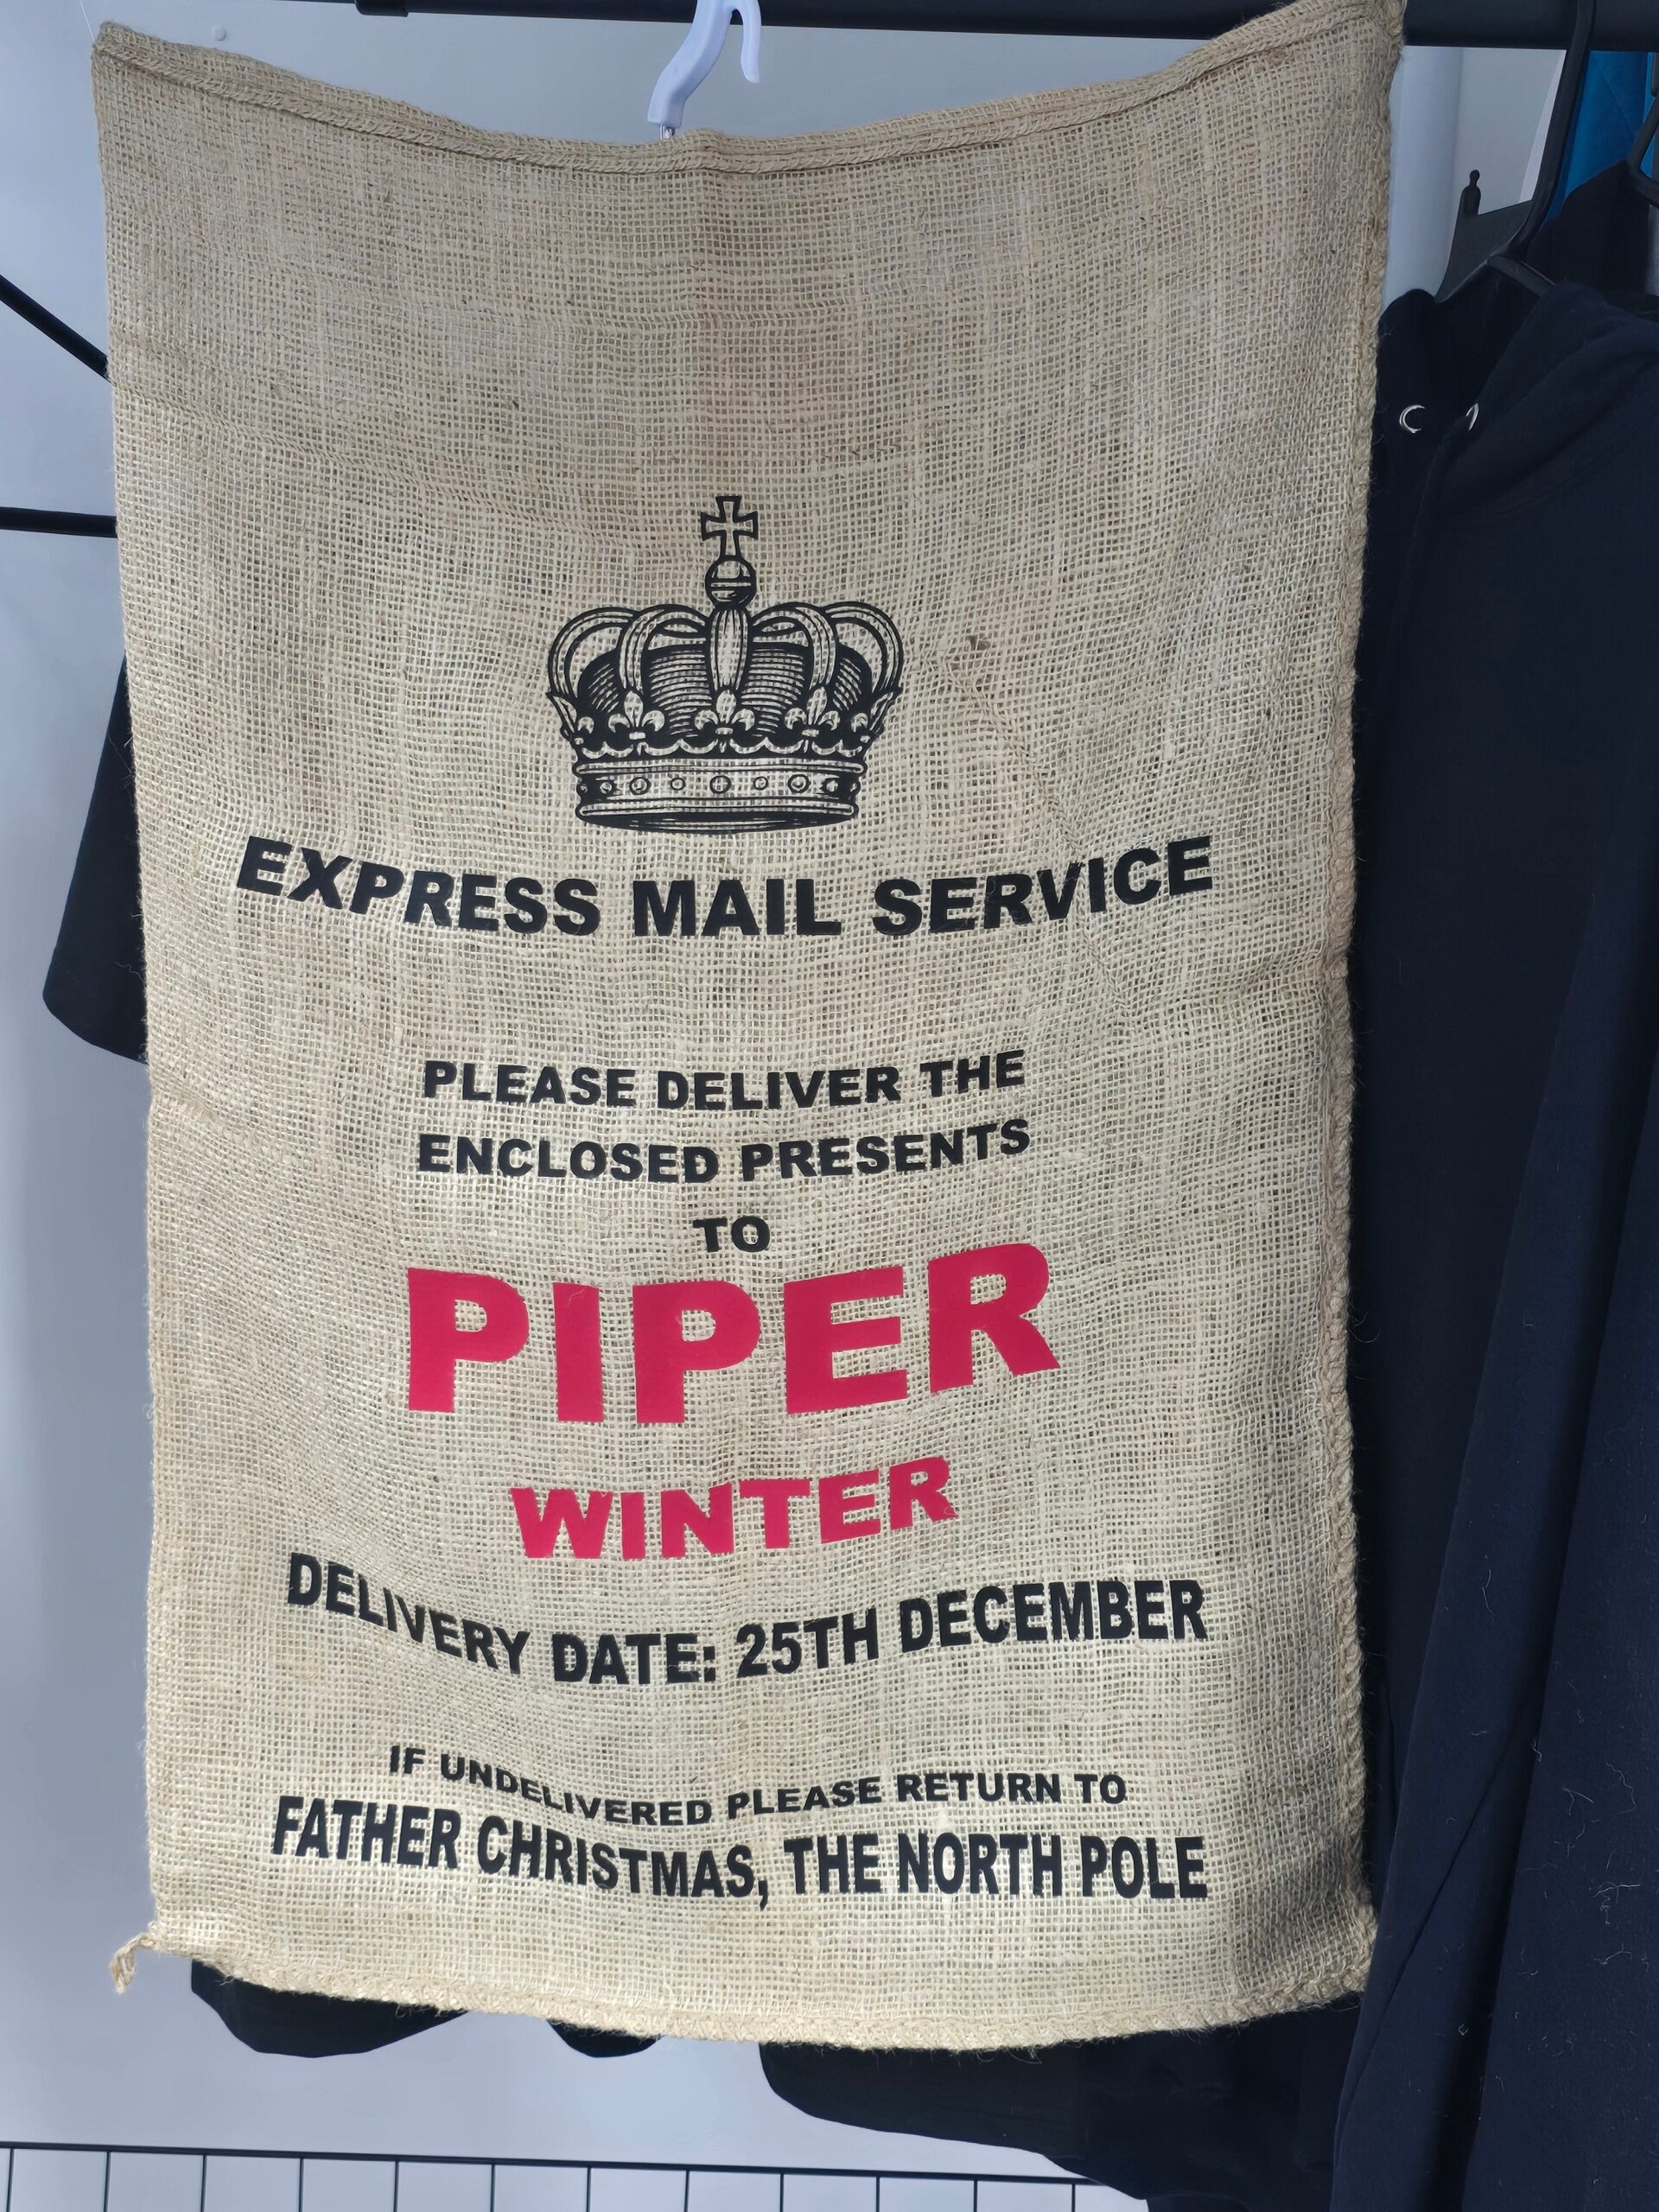 EXPRESS MAIL SERVICE
PLEASE DELIVER THE
ENCLOSED PRESENTS
TO
PIPER
WINTER
DELIVERY DATE: 25TH DECEMBER
IF UNDELIVERED PLEASE RETURN TO
FATHER CHRISTMAS, THE NORTH POLE